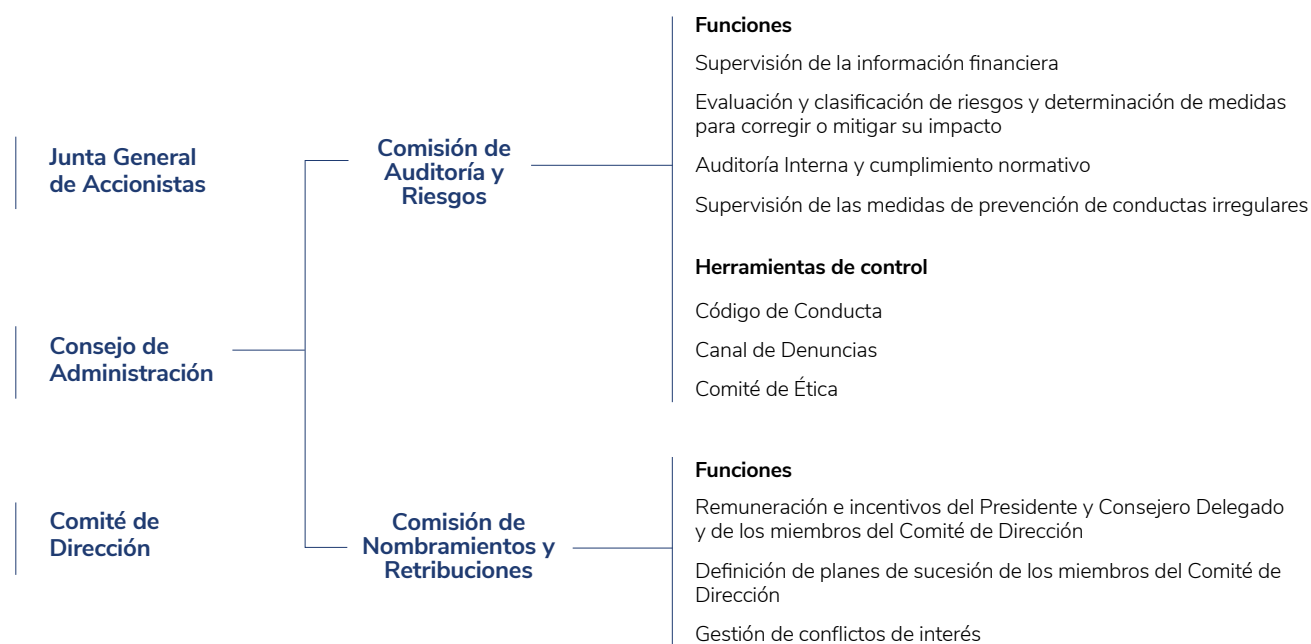 Junta General
de Accionistas
Consejo de
Administración
Comité de
Dirección
Comisión de
Auditoría y
Riesgos
Funciones
Supervisión de la información financiera
Evaluación y clasificación de riesgos y determinación de medidas
para corregir o mitigar su impacto
Auditoría Interna y cumplimiento normativo
Supervisión de las medidas de prevención de conductas irregulares
Herramientas de control
Código de Conducta
Canal de Denuncias
Comité de Ética
Comisión de
Nombramientos y
Retribuciones
Funciones
Remuneración e incentivos del Presidente y Consejero Delegado
y de los miembros del Comité de Dirección
Definición de planes de sucesión de los miembros del Comité de
Dirección
Gestión de conflictos de interés